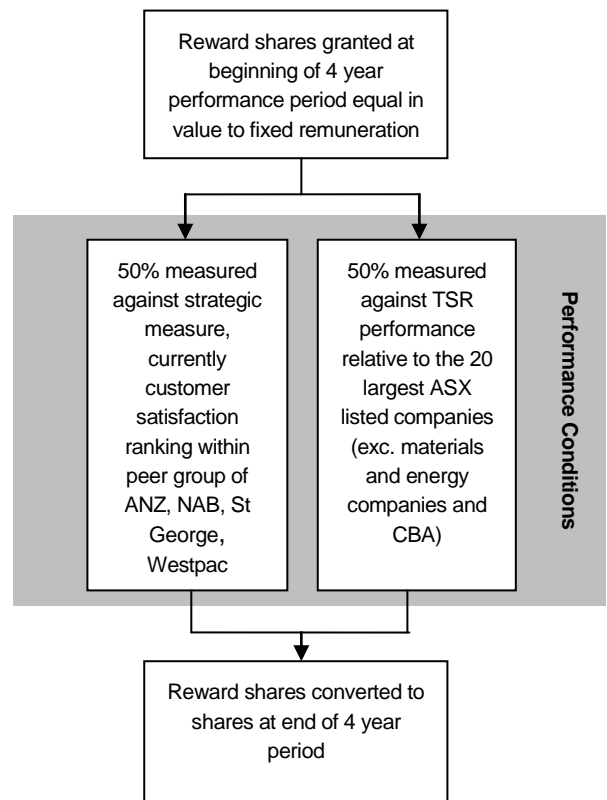 Reward shares granted at
beginning of 4 year
performance period equal in
value to fixed remuneration
50% measured
against strategic
measure,
currently
customer
satisfaction
ranking within
peer group of
ANZ, NAB, St
George, 
Westpac
50% measured
against TSR
performance
relative to the 20
largest ASX
listed companies
(exc. materials
and energy
companies and
CBA)
Performance Conditions
Reward shares converted to
shares at end of 4 year
period